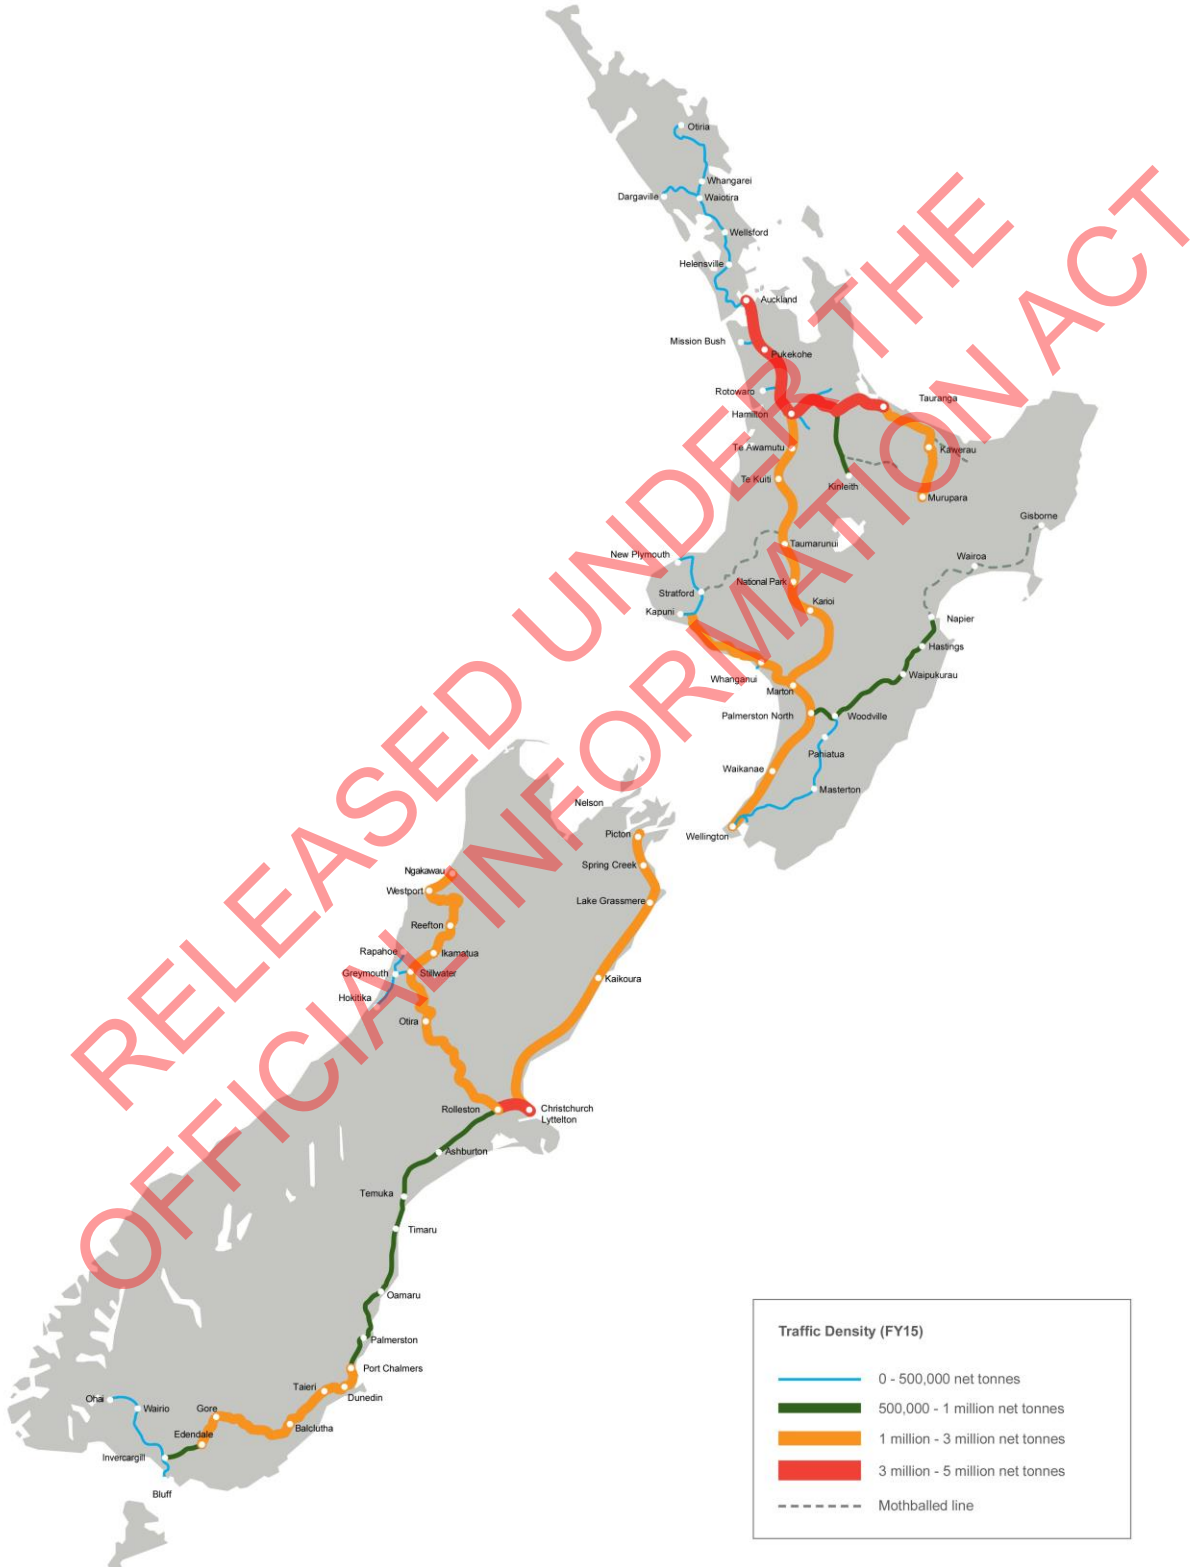 Otiria
Whangarei
Dargaville
Waiotira
Wellsford
Helensville
Auckland
Mission Bush
Pukekohe
Rotowaro
Tauranga
Hamilton
Te Awamutu
Kawerau
Te Kuiti
Kinleith
Murupara
Gisborne
Taumarunui
New Plymouth
Wairoa
National Park
Stratford
Karioi
Kapuni
Napier
Hastings
Whanganui
Waipukurau
Marton
Palmerston North
Woodville
Pahiatua
Waikanae
Masterton
Nelson
Wellington
Picton
Spring Creek
Ngakawau
Westport
Lake Grassmere
Reefton
Rapahoe
Ikamatua
Greymouth
Stillwater
Kaikoura
Hokitika
Otira
Rolleston
Christchurch
Lyttelton
Ashburton
Temuka
Timaru
Oamaru
Palmerston
Port Chalmers
Taieri
Dunedin
Ohai
Wairio
Gore
Balclutha
Edendale
Invercargill
Bluff
Traffic Density (FY15)
0 - 500,000 net tonnes
500,000 - 1 million net tonnes
1 million - 3 million net tonnes
3 million - 5 million net tonnes
Mothballed line
RELEASED UNDER THE
OFFICIAL INFORMATION ACT